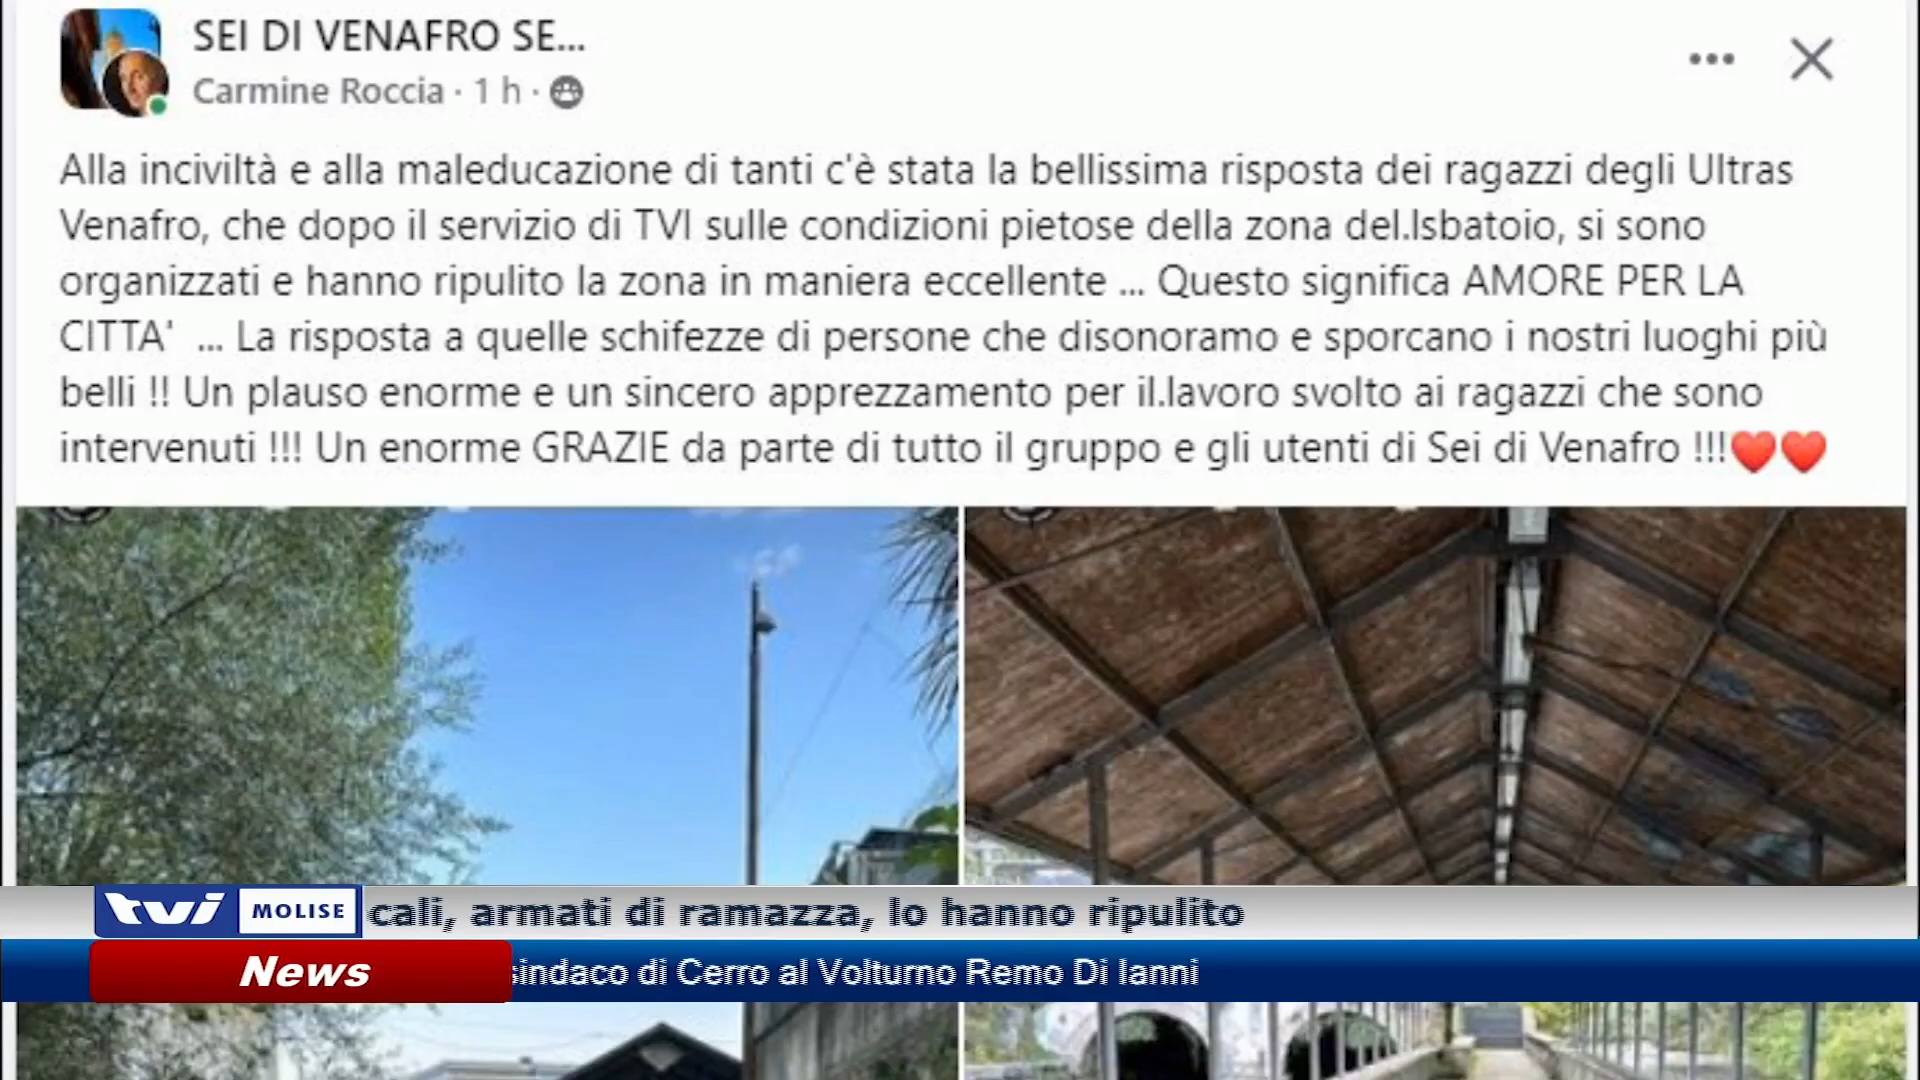 SEI DI VENAFRO SE...
Carmine Roccia · 1 h ·
Alla inciviltà e alla maleducazione di tanti c'è stata la bellissima risposta dei ragazzi degli Ultras
Venafro, che dopo il servizio di TVI sulle condizioni pietose della zona del.lsbatoio, si sono
organizzati e hanno ripulito la zona in maniera eccellente ... Questo significa AMORE PER LA
CITTA' ... La risposta a quelle schifezze di persone che disonoramo e sporcano i nostri luoghi più
belli !! Un plauso enorme e un sincero apprezzamento per il.lavoro svolto ai ragazzi che sono
intervenuti !!! Un enorme GRAZIE da parte di tutto il gruppo e gli utenti di Sei di Venafro !!!❤️❤️
tvi MOLISE cali, armati di ramazza, lo hanno ripulito
News sindaco di Cerro al Volturno Remo Di Ianni